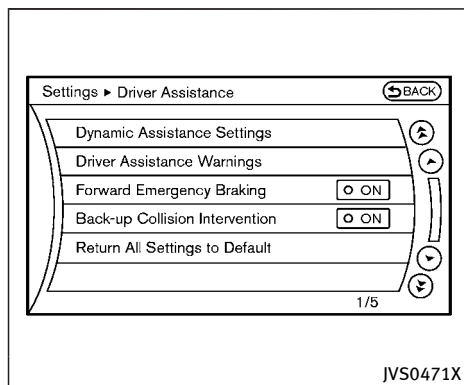 Settings ▸ Driver Assistance BACK
Dynamic Assistance Settings
Driver Assistance Warnings
Forward Emergency Braking ON
Back-up Collision Intervention ON
Return All Settings to Default
1/5
JVS0471X